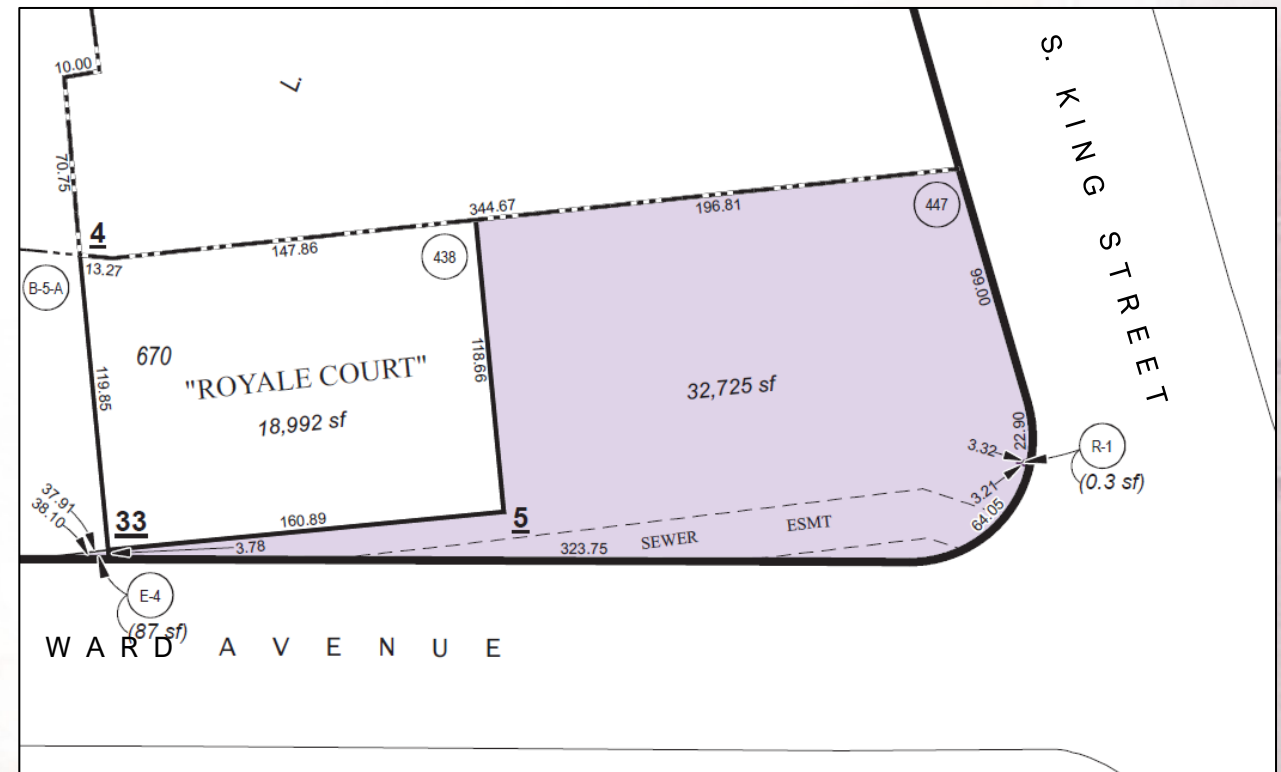 10.00
L.
S. KING STREET
70.75
344.67
196.81
447
4
147.86
438
13.27
B-5-A
99.00
670
"ROYALE COURT"
18,992 sf
119.85
118.66
32,725 sf
22.90
3.32
R-1
(0.3 sf)
3.21
64.05
37.91
38.10
33
160.89
5
3.78
323.75
SEWER
ESMT
E-4
(87 sf)
WARD AVENUE